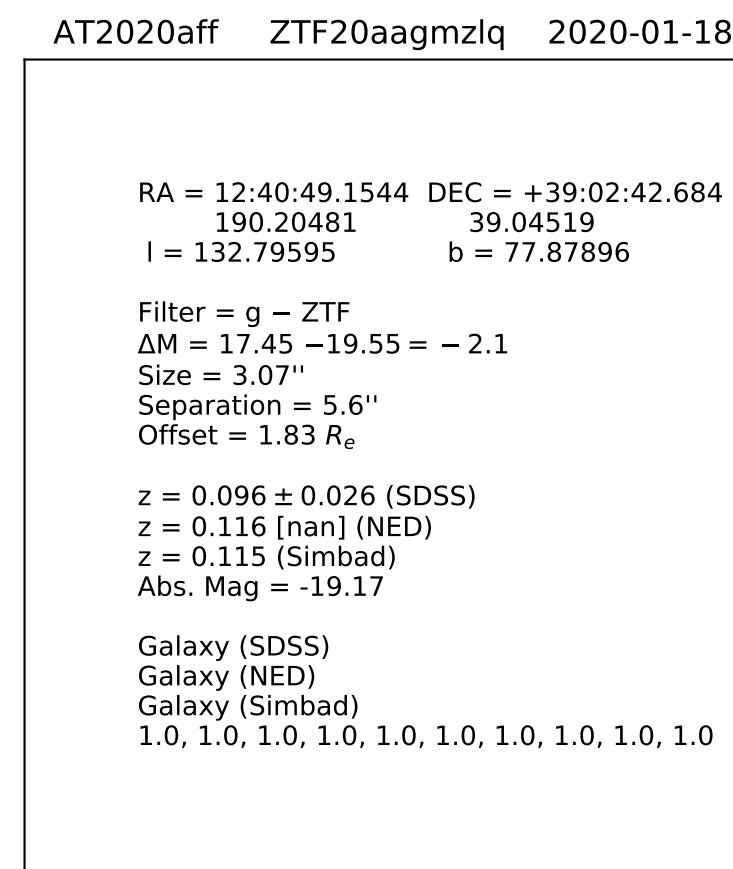 AT2020aff ZTF20aagmzlq 2020-01-18
RA = 12:40:49.1544 DEC = +39:02:42.684
190.20481 39.04519
l = 132.79595 b = 77.87896
Filter = g − ZTF
ΔM = 17.45 −19.55 = − 2.1
Size = 3.07''
Separation = 5.6''
Offset = 1.83 Rₑ
z = 0.096 ± 0.026 (SDSS)
z = 0.116 [nan] (NED)
z = 0.115 (Simbad)
Abs. Mag = -19.17
Galaxy (SDSS)
Galaxy (NED)
Galaxy (Simbad)
1.0, 1.0, 1.0, 1.0, 1.0, 1.0, 1.0, 1.0, 1.0, 1.0